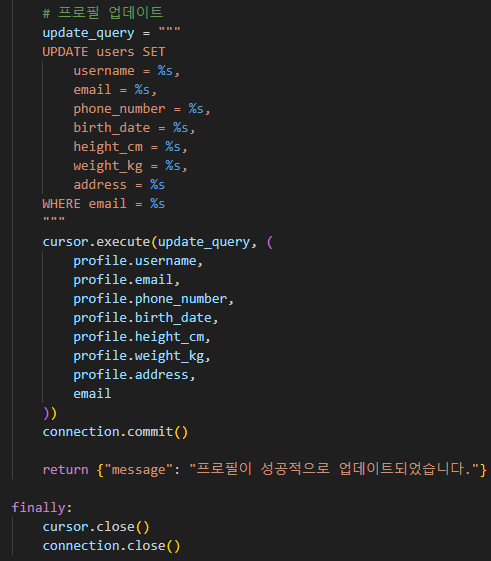 # 프로필 업데이트
update_query = """
UPDATE users SET
    username = %s,
    email = %s,
    phone_number = %s,
    birth_date = %s,
    height_cm = %s,
    weight_kg = %s,
    address = %s
WHERE email = %s
"""
cursor.execute(update_query, (
    profile.username,
    profile.email,
    profile.phone_number,
    profile.birth_date,
    profile.height_cm,
    profile.weight_kg,
    profile.address,
    email
))
connection.commit()

return {"message": "프로필이 성공적으로 업데이트되었습니다."}

finally:
    cursor.close()
    connection.close()